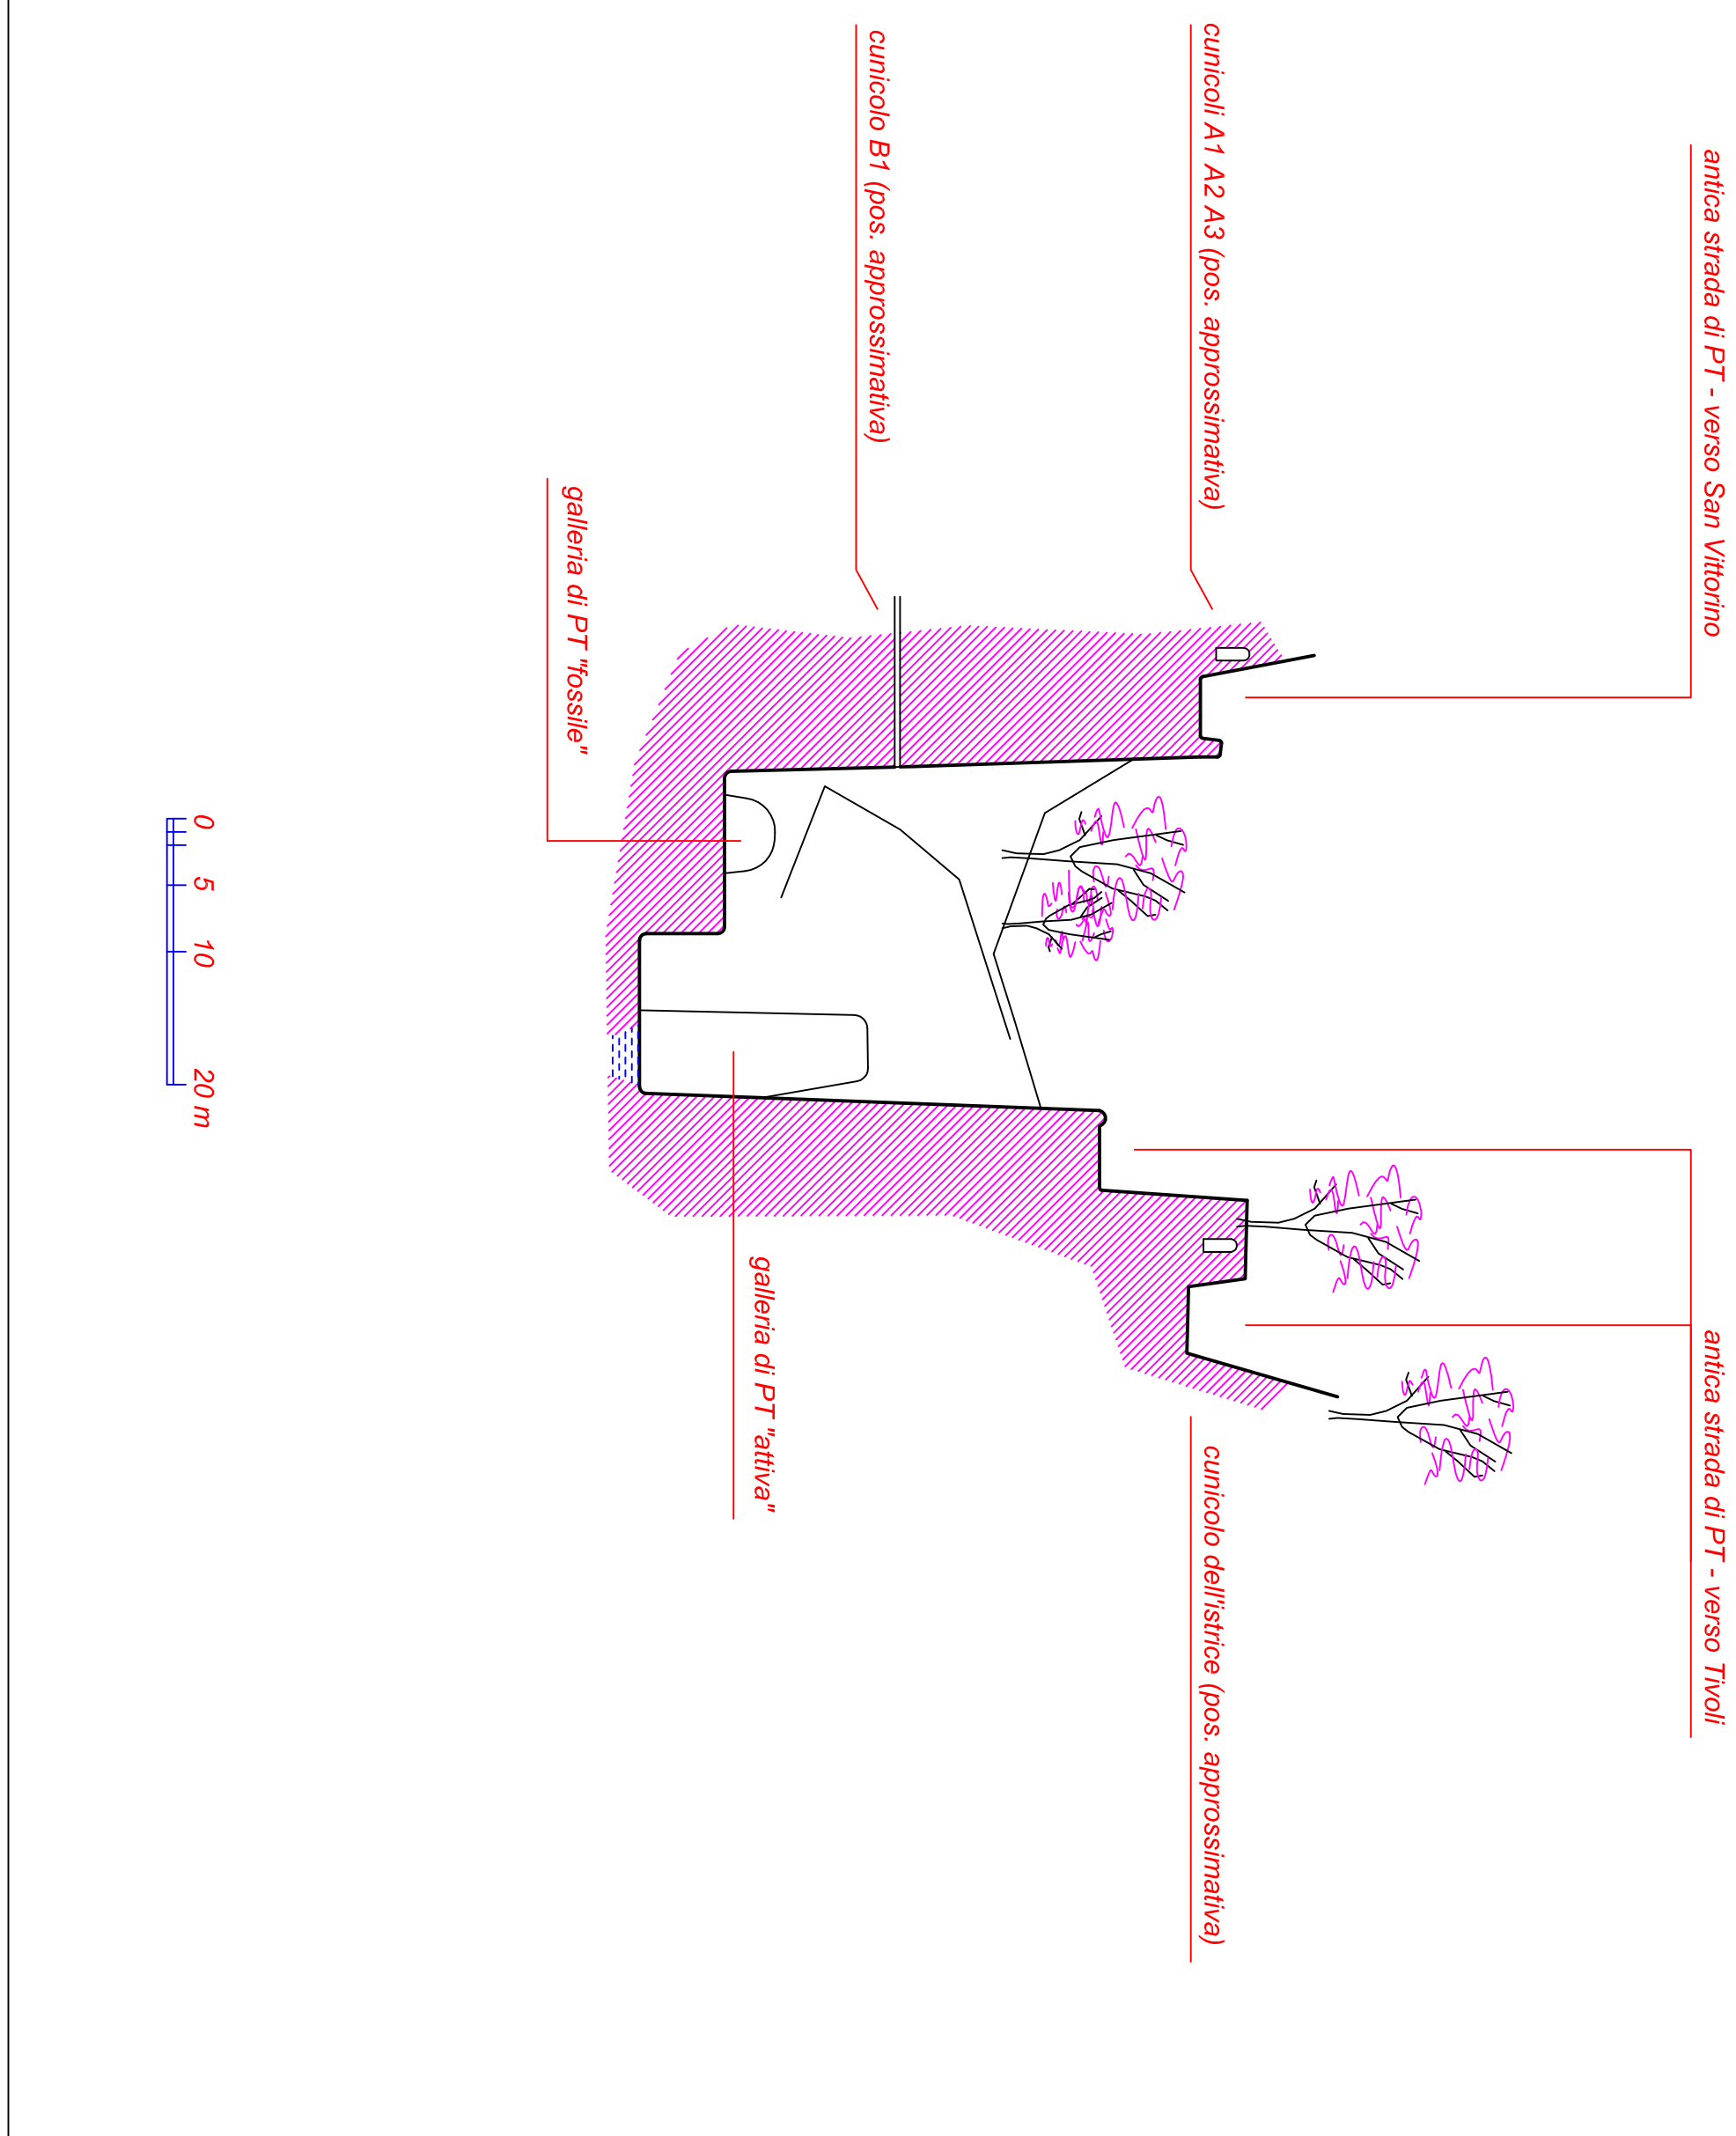 antica strada di PT - verso San Vittorino
antica strada di PT - verso Tivoli
cunicoli A1 A2 A3 (pos. approssimativa)
cunicolo dell'istrice (pos. approssimativa)
cunicolo B1 (pos. approssimativa)
galleria di PT "attiva"
galleria di PT "fossile"
0 5 10 20 m